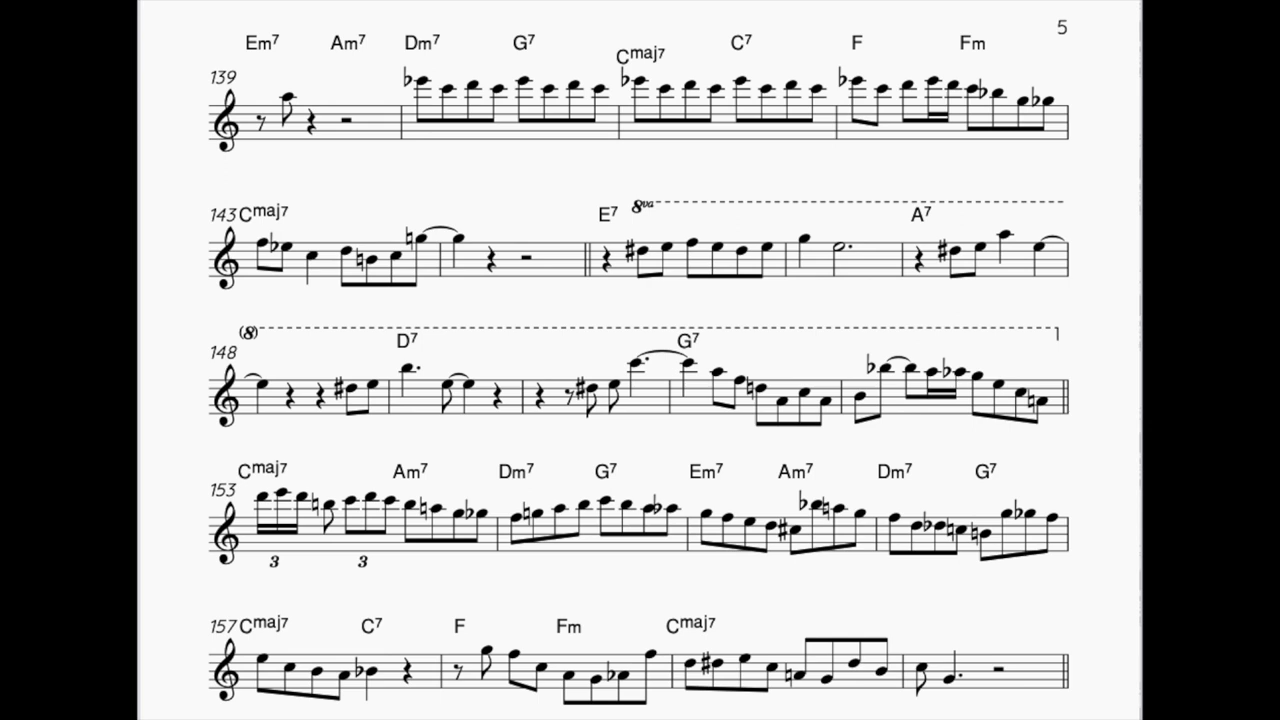 5
Em7 Am7 Dm7 G7 Cmaj7 C7 F Fm
139
143 Cmaj7 E7 8va A7
(8)
148 D7 G7
Cmaj7 Am7 Dm7 G7 Em7 Am7 Dm7 G7
153
3 3
157 Cmaj7 C7 F Fm Cmaj7